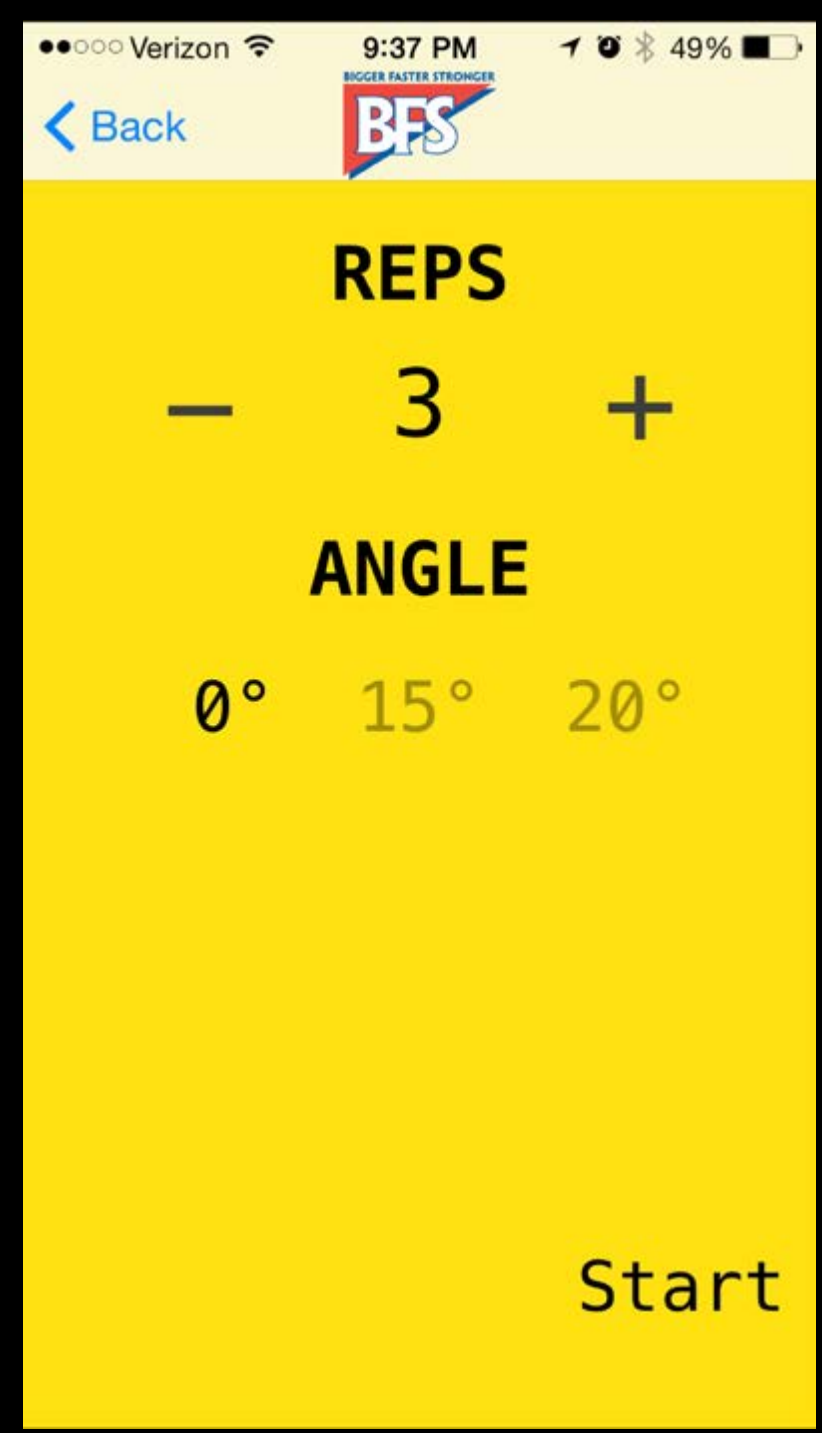 Verizon 9:37 PM 49%
BIGGER FASTER STRONGER
Back BFS
REPS
− 3 +
ANGLE
0° 15° 20°
Start